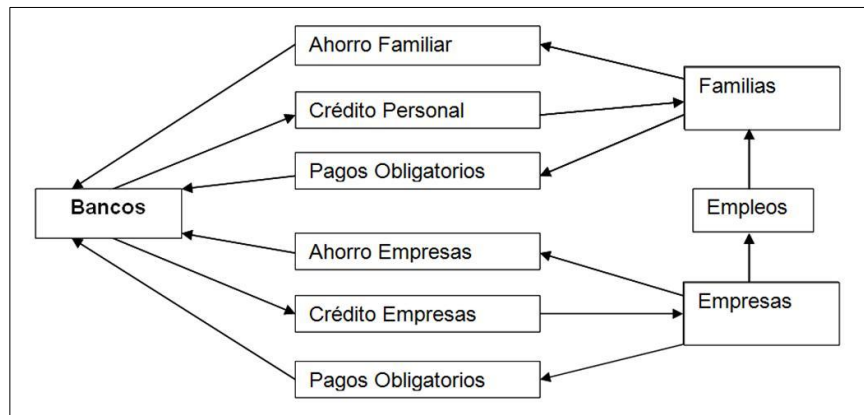 Ahorro Familiar
Familias
Crédito Personal
Pagos Obligatorios
Bancos
Empleos
Ahorro Empresas
Empresas
Crédito Empresas
Pagos Obligatorios